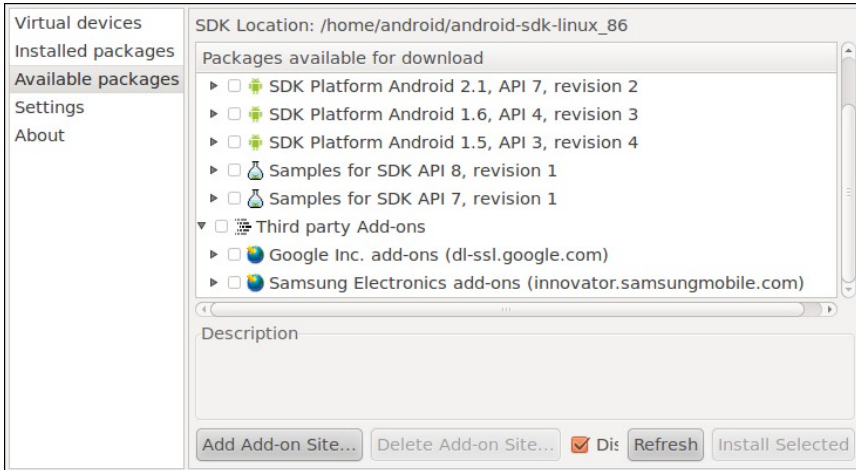 Virtual devices
Installed packages
Available packages
Settings
About
SDK Location: /home/android/android-sdk-linux_86
Packages available for download
SDK Platform Android 2.1, API 7, revision 2
SDK Platform Android 1.6, API 4, revision 3
SDK Platform Android 1.5, API 3, revision 4
Samples for SDK API 8, revision 1
Samples for SDK API 7, revision 1
Third party Add-ons
Google Inc. add-ons (dl-ssl.google.com)
Samsung Electronics add-ons (innovator.samsungmobile.com)
Description
Add Add-on Site... Delete Add-on Site... Dis Refresh Install Selected